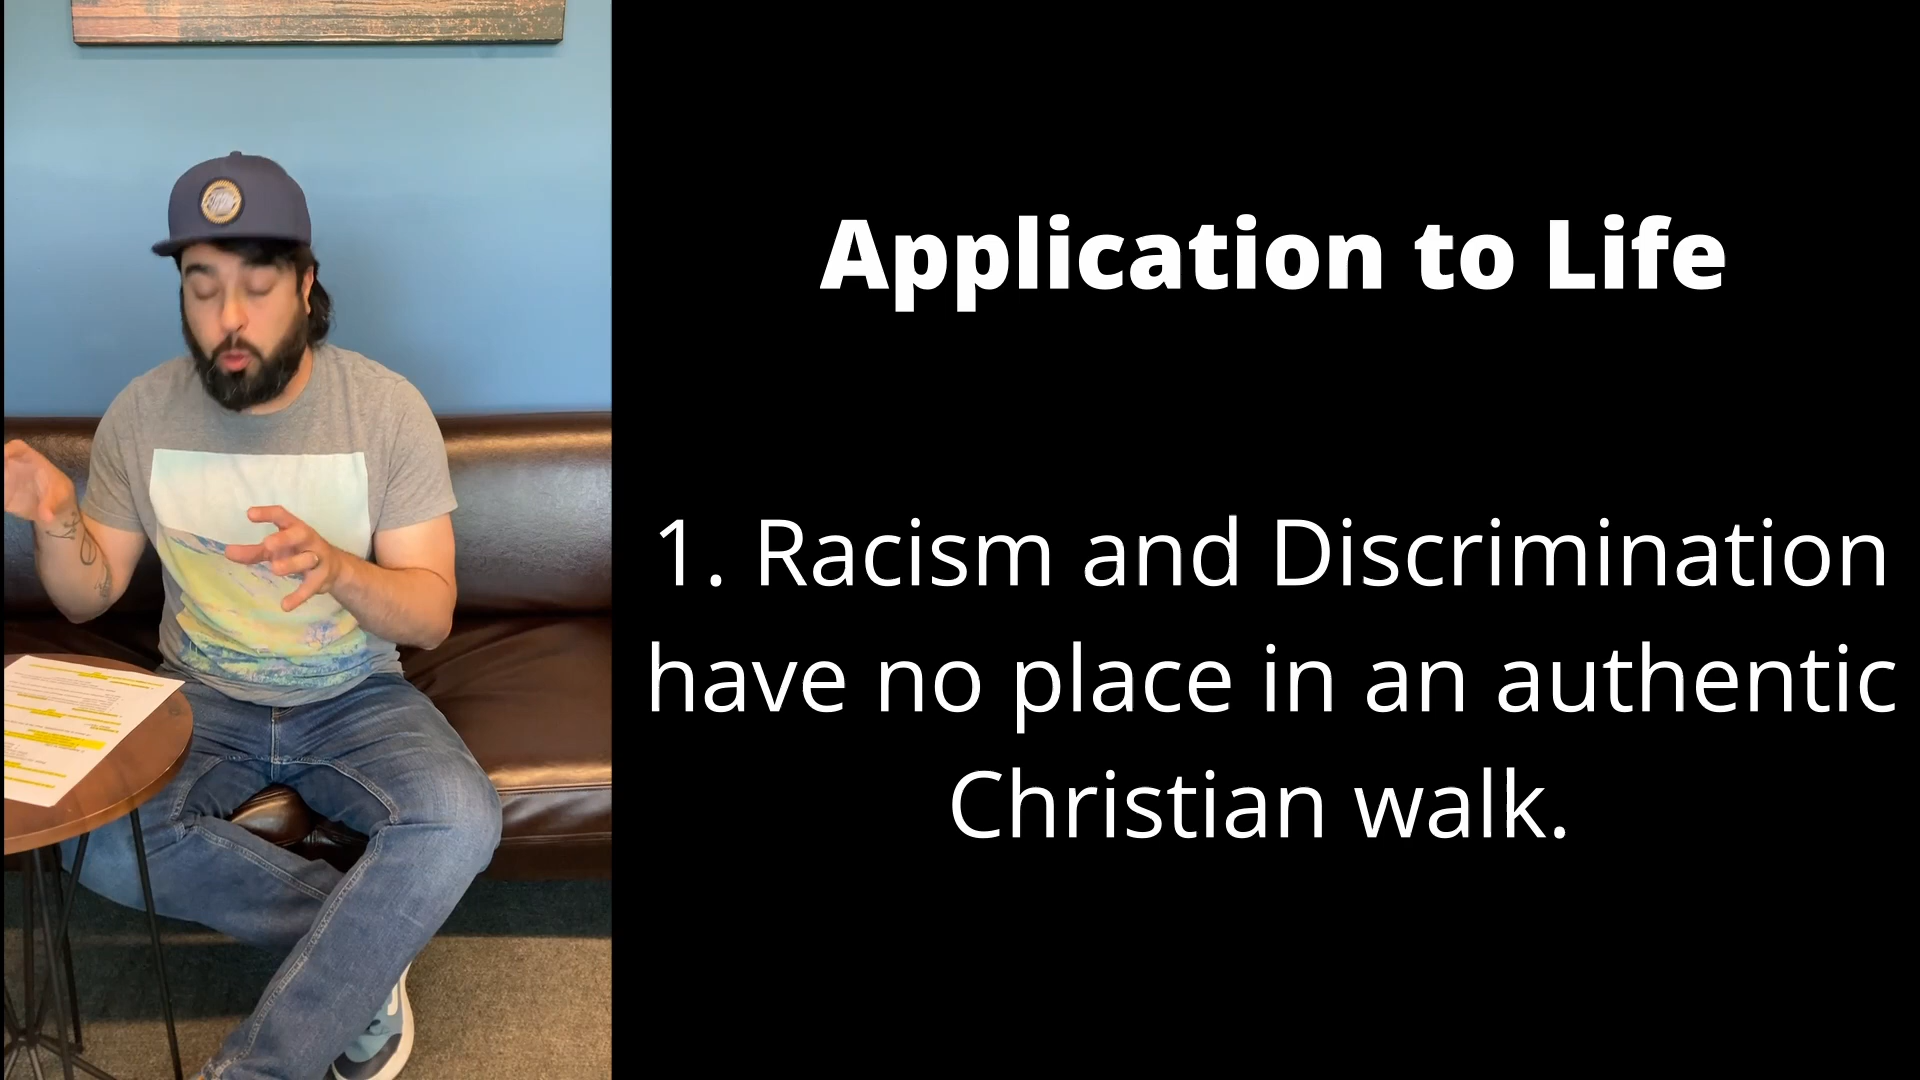 Application to Life
1. Racism and Discrimination
have no place in an authentic
Christian walk.